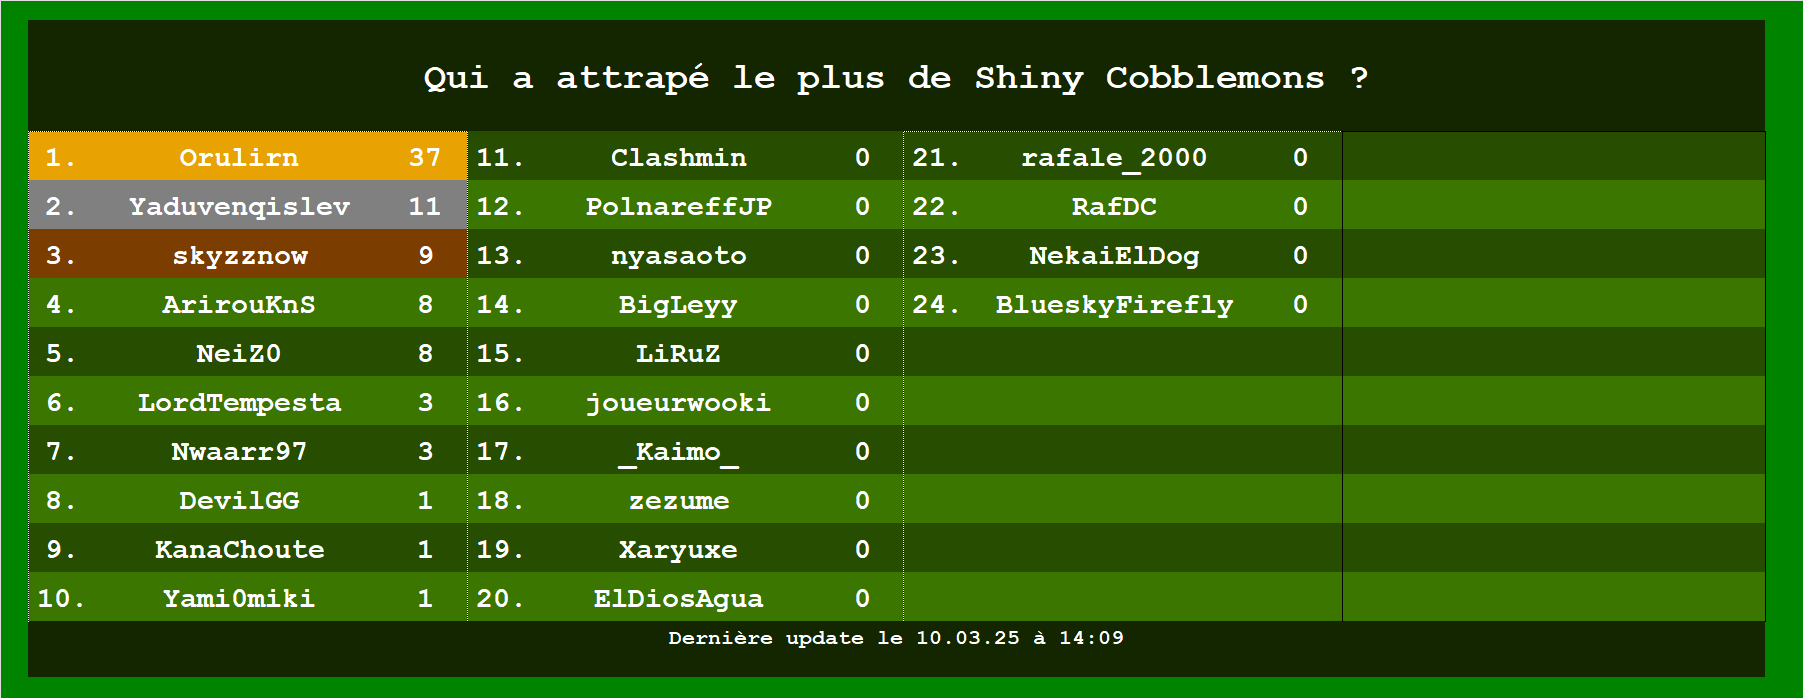 Qui a attrapé le plus de Shiny Cobblemons ?
1. Orulirn 37
2. Yaduvenqislev 11
3. skyzznow 9
4. ArirouKnS 8
5. NeiZ0 8
6. LordTempesta 3
7. Nwaarr97 3
8. DevilGG 1
9. KanaChoute 1
10. Yami0miki 1
11. Clashmin 0
12. PolnareffJP 0
13. nyasaoto 0
14. BigLeyy 0
15. LiRuZ 0
16. joueurwooki 0
17. _Kaimo_ 0
18. zezume 0
19. Xaryuxe 0
20. ElDiosAgua 0
21. rafale_2000 0
22. RafDC 0
23. NekaiElDog 0
24. BlueskyFirefly 0
Dernière update le 10.03.25 à 14:09